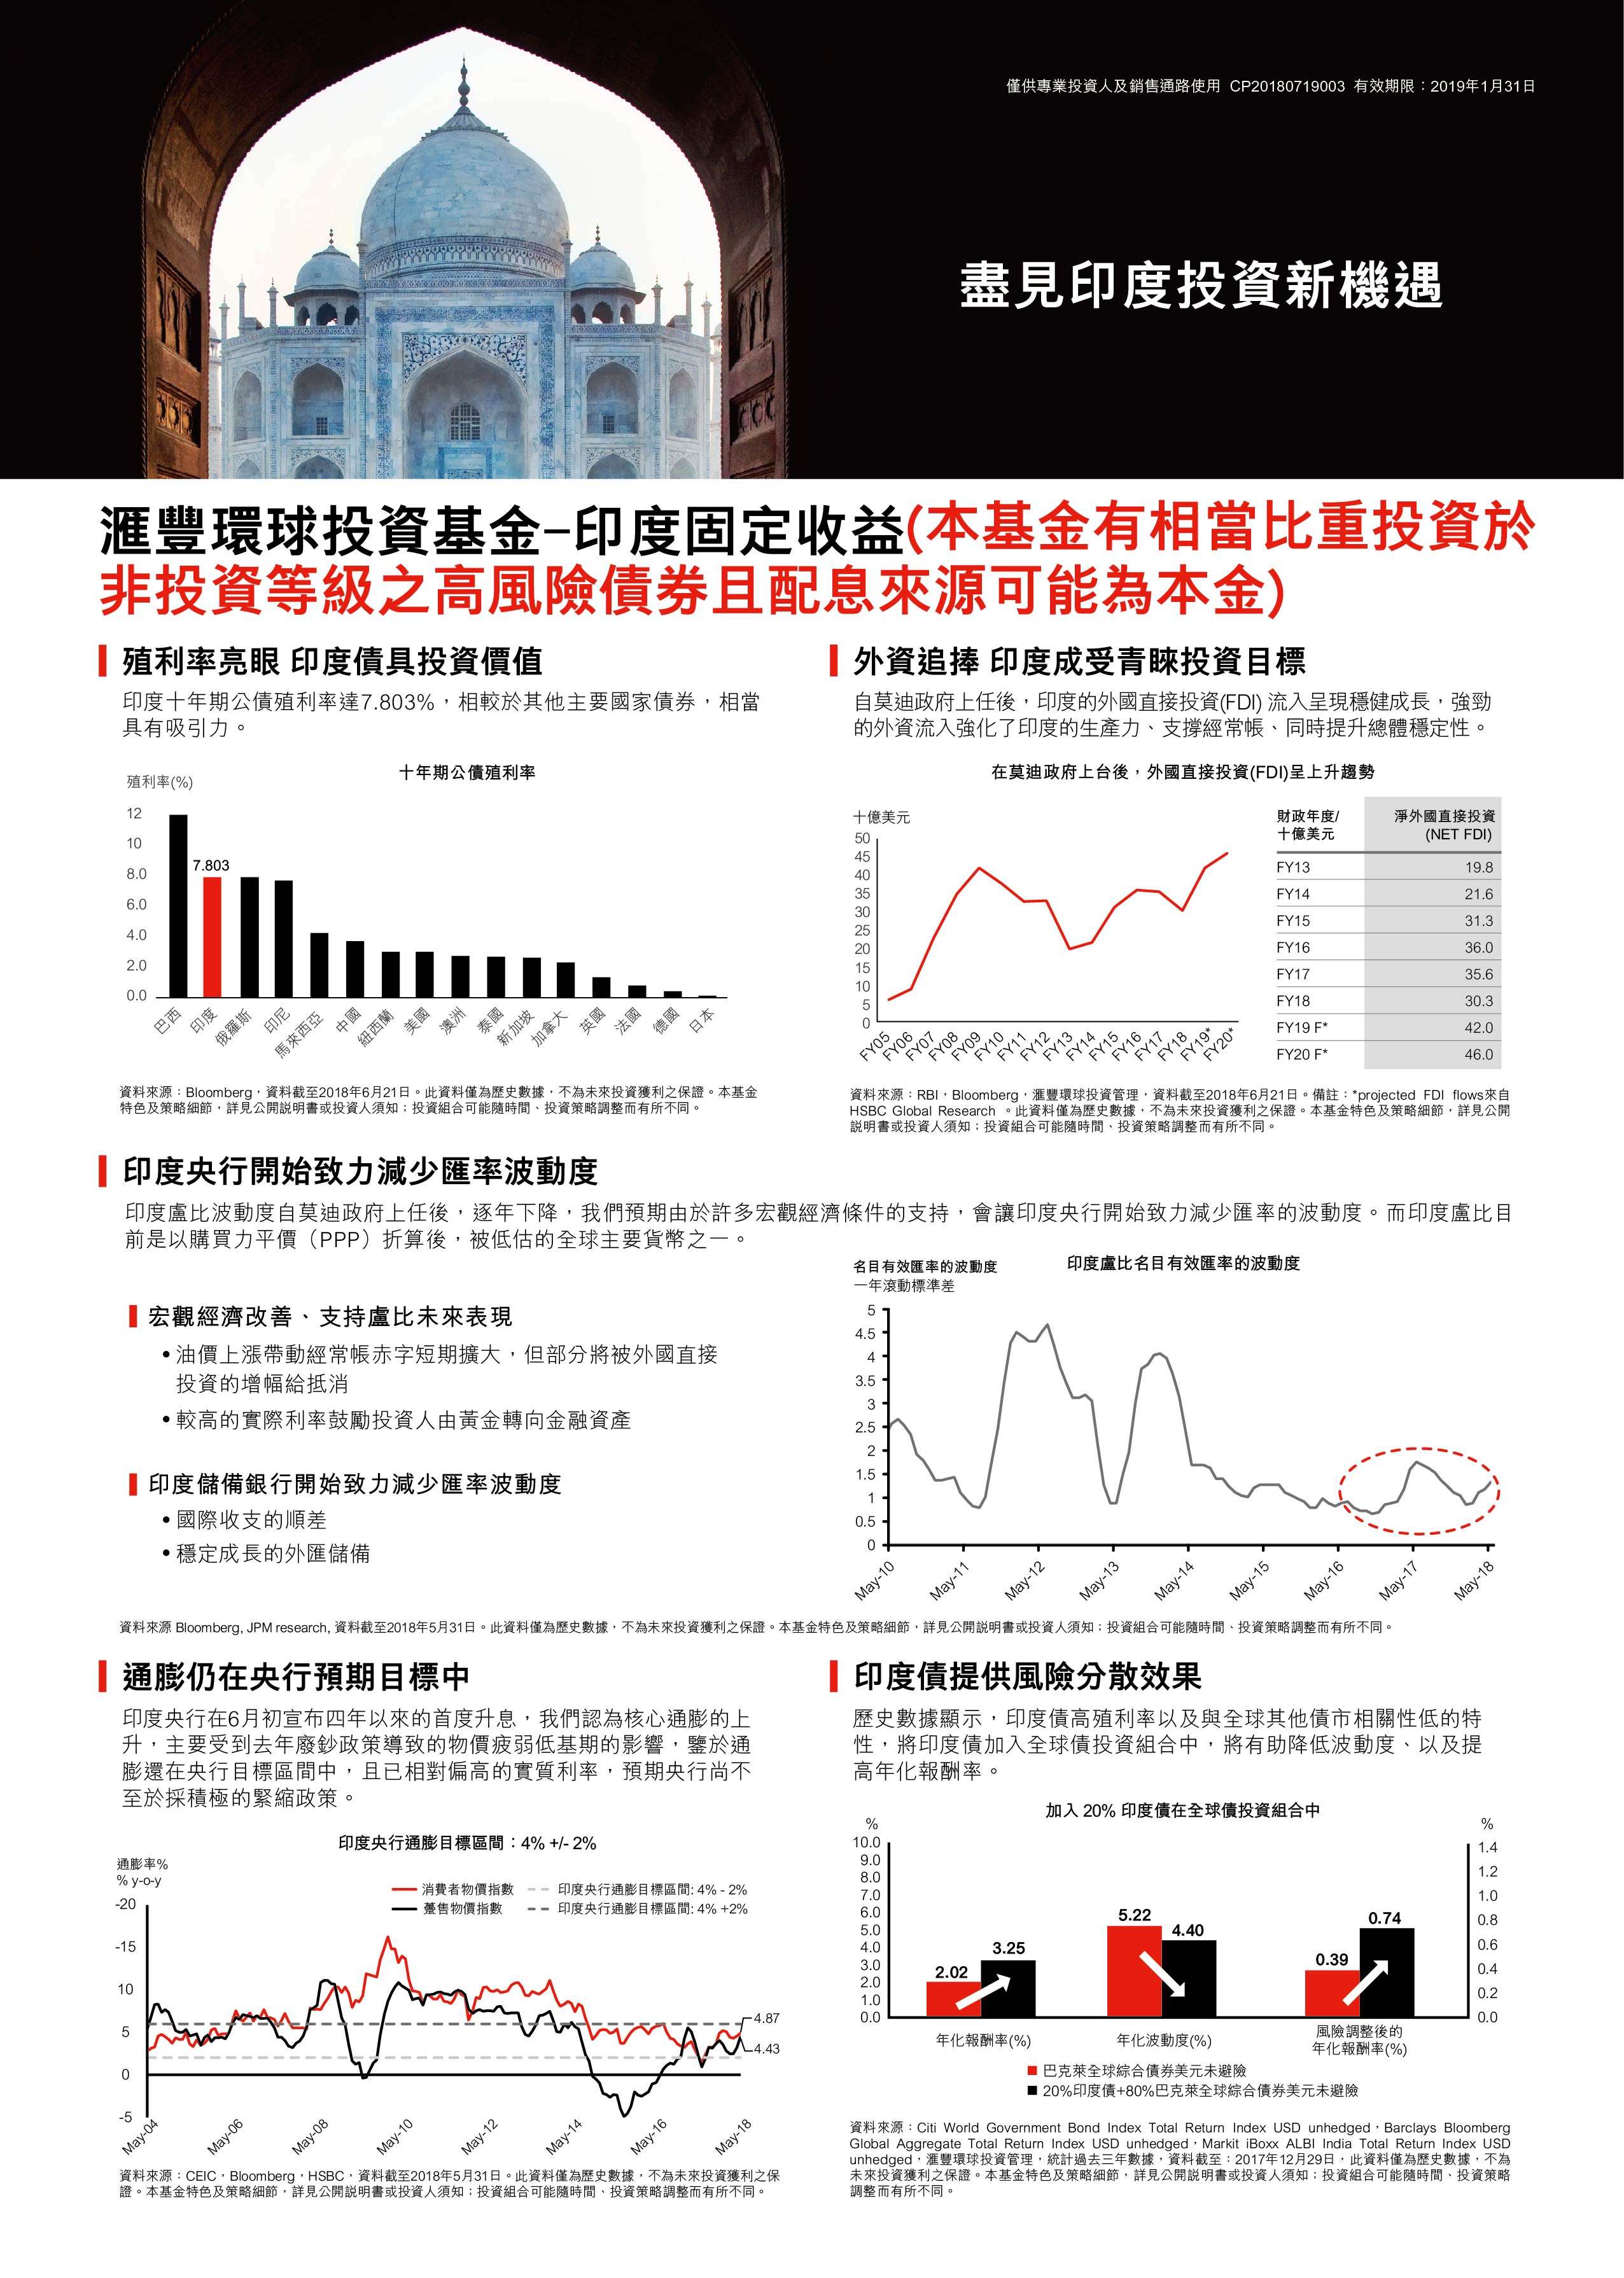 僅供專業投資人及銷售通路使用 CP20180719003 有效期限：2019年1月31日
盡見印度投資新機遇
滙豐環球投資基金–印度固定收益(本基金有相當比重投資於
非投資等級之高風險債券且配息來源可能為本金)
殖利率亮眼 印度債具投資價值
印度十年期公債殖利率達7.803%，相較於其他主要國家債券，相當
具有吸引力。
十年期公債殖利率
殖利率(%)
12
10
8.0
6.0
4.0
2.0
0.0
7.803
巴西
印度
俄羅斯
印尼
馬來西亞
中國
紐西蘭
美國
澳洲
泰國
新加坡
加拿大
英國
法國
德國
日本
資料來源：Bloomberg，資料截至2018年6月21日。此資料僅為歷史數據，不為未來投資獲利之保證。本基金
特色及策略細節，詳見公開說明書或投資人須知；投資組合可能隨時間、投資策略調整而有所不同。
外資追捧 印度成受青睞投資目標
自莫迪政府上任後，印度的外國直接投資(FDI) 流入呈現穩健成長，強勁
的外資流入強化了印度的生產力、支撐經常帳、同時提升總體穩定性。
在莫迪政府上台後，外國直接投資(FDI)呈上升趨勢
十億美元
50
45
40
35
30
25
20
15
10
5
0
FY05
FY06
FY07
FY08
FY09
FY10
FY11
FY12
FY13
FY14
FY15
FY16
FY17
FY18
FY19*
FY20*
財政年度/ 淨外國直接投資
十億美元 (NET FDI)
FY13 19.8
FY14 21.6
FY15 31.3
FY16 36.0
FY17 35.6
FY18 30.3
FY19 F* 42.0
FY20 F* 46.0
資料來源：RBI，Bloomberg，滙豐環球投資管理，資料截至2018年6月21日。備註：*projected FDI flows來自
HSBC Global Research 。此資料僅為歷史數據，不為未來投資獲利之保證。本基金特色及策略細節，詳見公開
說明書或投資人須知；投資組合可能隨時間、投資策略調整而有所不同。
印度央行開始致力減少匯率波動度
印度盧比波動度自莫迪政府上任後，逐年下降，我們預期由於許多宏觀經濟條件的支持，會讓印度央行開始致力減少匯率的波動度。而印度盧比目
前是以購買力平價（PPP）折算後，被低估的全球主要貨幣之一。
宏觀經濟改善、支持盧比未來表現
•油價上漲帶動經常帳赤字短期擴大，但部分將被外國直接
投資的增幅給抵消
•較高的實際利率鼓勵投資人由黃金轉向金融資產
印度儲備銀行開始致力減少匯率波動度
•國際收支的順差
•穩定成長的外匯儲備
名目有效匯率的波動度
一年滾動標準差
印度盧比名目有效匯率的波動度
5
4.5
4
3.5
3
2.5
2
1.5
1
0.5
0
May-10
May-11
May-12
May-13
May-14
May-15
May-16
May-17
May-18
資料來源 Bloomberg, JPM research, 資料截至2018年5月31日。此資料僅為歷史數據，不為未來投資獲利之保證。本基金特色及策略細節，詳見公開說明書或投資人須知；投資組合可能隨時間、投資策略調整而有所不同。
通膨仍在央行預期目標中
印度央行在6月初宣布四年以來的首度升息，我們認為核心通膨的上
升，主要受到去年廢鈔政策導致的物價疲弱低基期的影響，鑒於通
膨還在央行目標區間中，且已相對偏高的實質利率，預期央行尚不
至於採積極的緊縮政策。
印度央行通膨目標區間：4% +/- 2%
通膨率%
% y-o-y
消費者物價指數 印度央行通膨目標區間: 4% - 2%
躉售物價指數 印度央行通膨目標區間: 4% +2%
-20
-15
10
5
0
-5
4.87
4.43
May-04
May-06
May-08
May-10
May-12
May-14
May-16
May-18
資料來源：CEIC，Bloomberg，HSBC，資料截至2018年5月31日。此資料僅為歷史數據，不為未來投資獲利之保
證。本基金特色及策略細節，詳見公開說明書或投資人須知；投資組合可能隨時間、投資策略調整而有所不同。
印度債提供風險分散效果
歷史數據顯示，印度債高殖利率以及與全球其他債市相關性低的特
性，將印度債加入全球債投資組合中，將有助降低波動度、以及提
高年化報酬率。
加入 20% 印度債在全球債投資組合中
%
10.0
9.0
8.0
7.0
6.0
5.0
4.0
3.0
2.0
1.0
0.0
%
1.4
1.2
1.0
0.8
0.6
0.4
0.2
0.0
2.02
3.25
5.22
4.40
0.39
0.74
年化報酬率(%)
年化波動度(%)
風險調整後的
年化報酬率(%)
巴克萊全球綜合債券美元未避險
20%印度債+80%巴克萊全球綜合債券美元未避險
資料來源：Citi World Government Bond Index Total Return Index USD unhedged，Barclays Bloomberg
Global Aggregate Total Return Index USD unhedged，Markit iBoxx ALBI India Total Return Index USD
unhedged，滙豐環球投資管理，統計過去三年數據，資料截至：2017年12月29日，此資料僅為歷史數據，不為
未來投資獲利之保證。本基金特色及策略細節，詳見公開說明書或投資人須知；投資組合可能隨時間、投資策略
調整而有所不同。